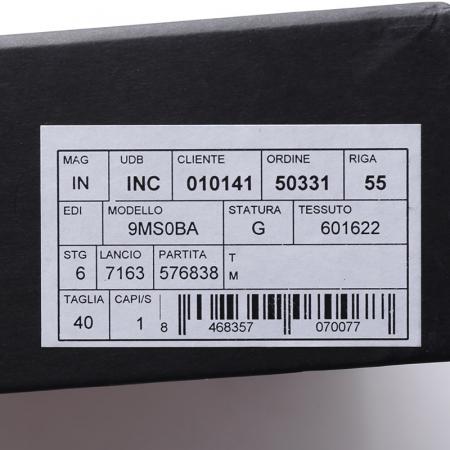 MAG UDB CLIENTE ORDINE RIGA
IN INC 010141 50331 55
EDI MODELLO STATURA TESSUTO
9MS0BA G 601622
STG LANCIO PARTITA T
6 7163 576838 M
TAGLIA CAPI/S
40 1 8 468357 070077